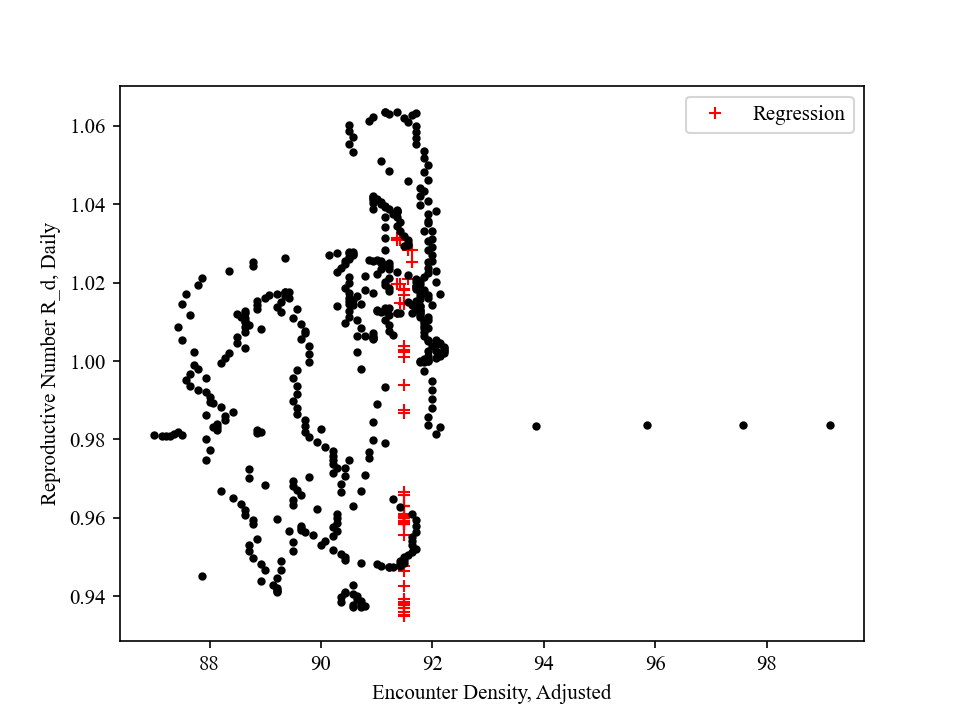 Regression
1.06
1.04
1.02
1.00
0.98
0.96
0.94
Reproductive Number R_d, Daily
88 90 92 94 96 98
Encounter Density, Adjusted